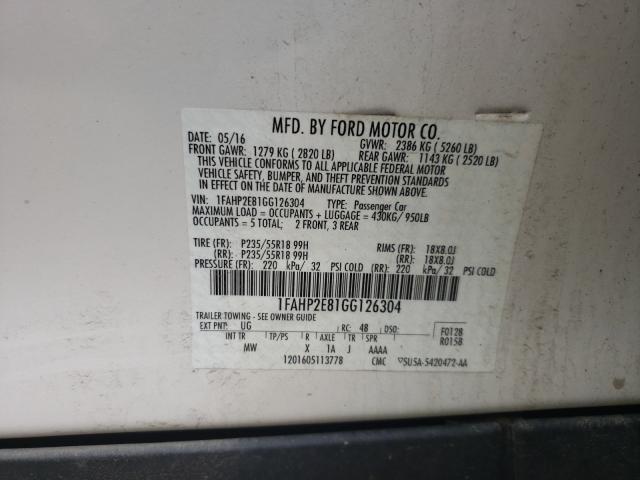 MFD. BY FORD MOTOR CO.
DATE: 05/16 GVWR: 2386 KG ( 5260 LB)
FRONT GAWR: 1279 KG ( 2820 LB) REAR GAWR: 1143 KG ( 2520 LB)
THIS VEHICLE CONFORMS TO ALL APPLICABLE FEDERAL MOTOR
VEHICLE SAFETY, BUMPER, AND THEFT PREVENTION STANDARDS
IN EFFECT ON THE DATE OF MANUFACTURE SHOWN ABOVE.
VIN: 1FAHP2E81GG126304 TYPE: Passenger Car
MAXIMUM LOAD = OCCUPANTS + LUGGAGE = 430KG/ 950LB
OCCUPANTS = 5 TOTAL; 2 FRONT, 3 REAR
TIRE (FR): P235/55R18 99H RIMS (FR): 18X8.0J
(RR): P235/55R18 99H (RR): 18X8.0J
PRESSURE (FR): 220 kPa/ 32 PSI COLD (RR): 220 kPa/ 32 PSI COLD
1FAHP2E81GG126304
TRAILER TOWING - SEE OWNER GUIDE
EXT PNT: UG RC: 48 DSO: F0128
INT TR TP/PS R AXLE TR SPR R0158
MW X 1A J AAAA
1201605113778 CMC SU5A-5420472-AA